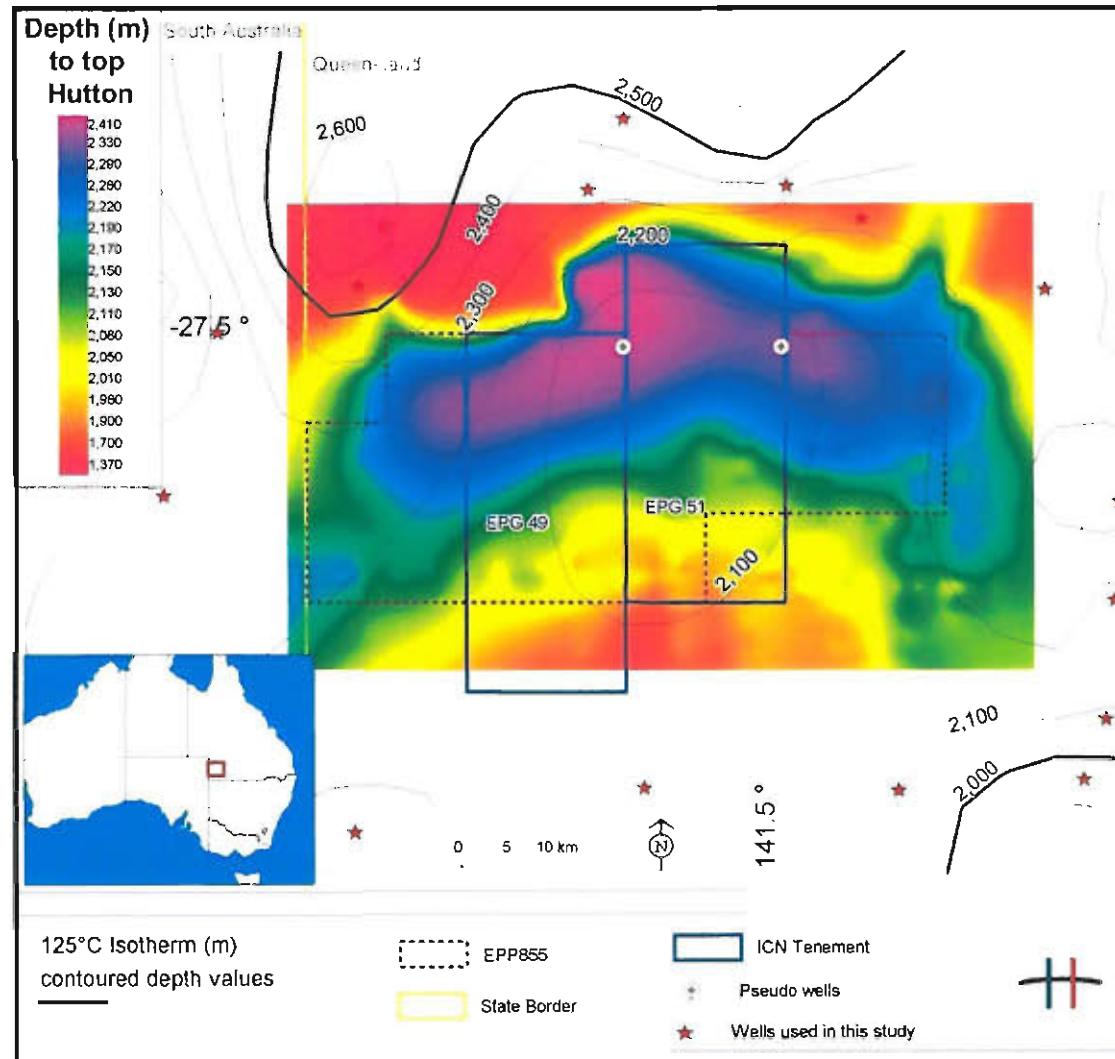 Depth (m)
to top
Hutton
2,410
2,330
2,280
2,260
2,220
2,190
2,170
2,150
2,130
2,110
2,080
2,050
2,010
1,960
1,900
1,700
1,370
South Australia
2,600
2,500
2,400
2,200
2,300
-27.5 °
EPG 49
EPG 51
2,100
2,100
2,000
141.5 °
0 5 10 km
N
125°C Isotherm (m)
contoured depth values
EPP855
State Border
ICN Tenement
Pseudo wells
Wells used in this study